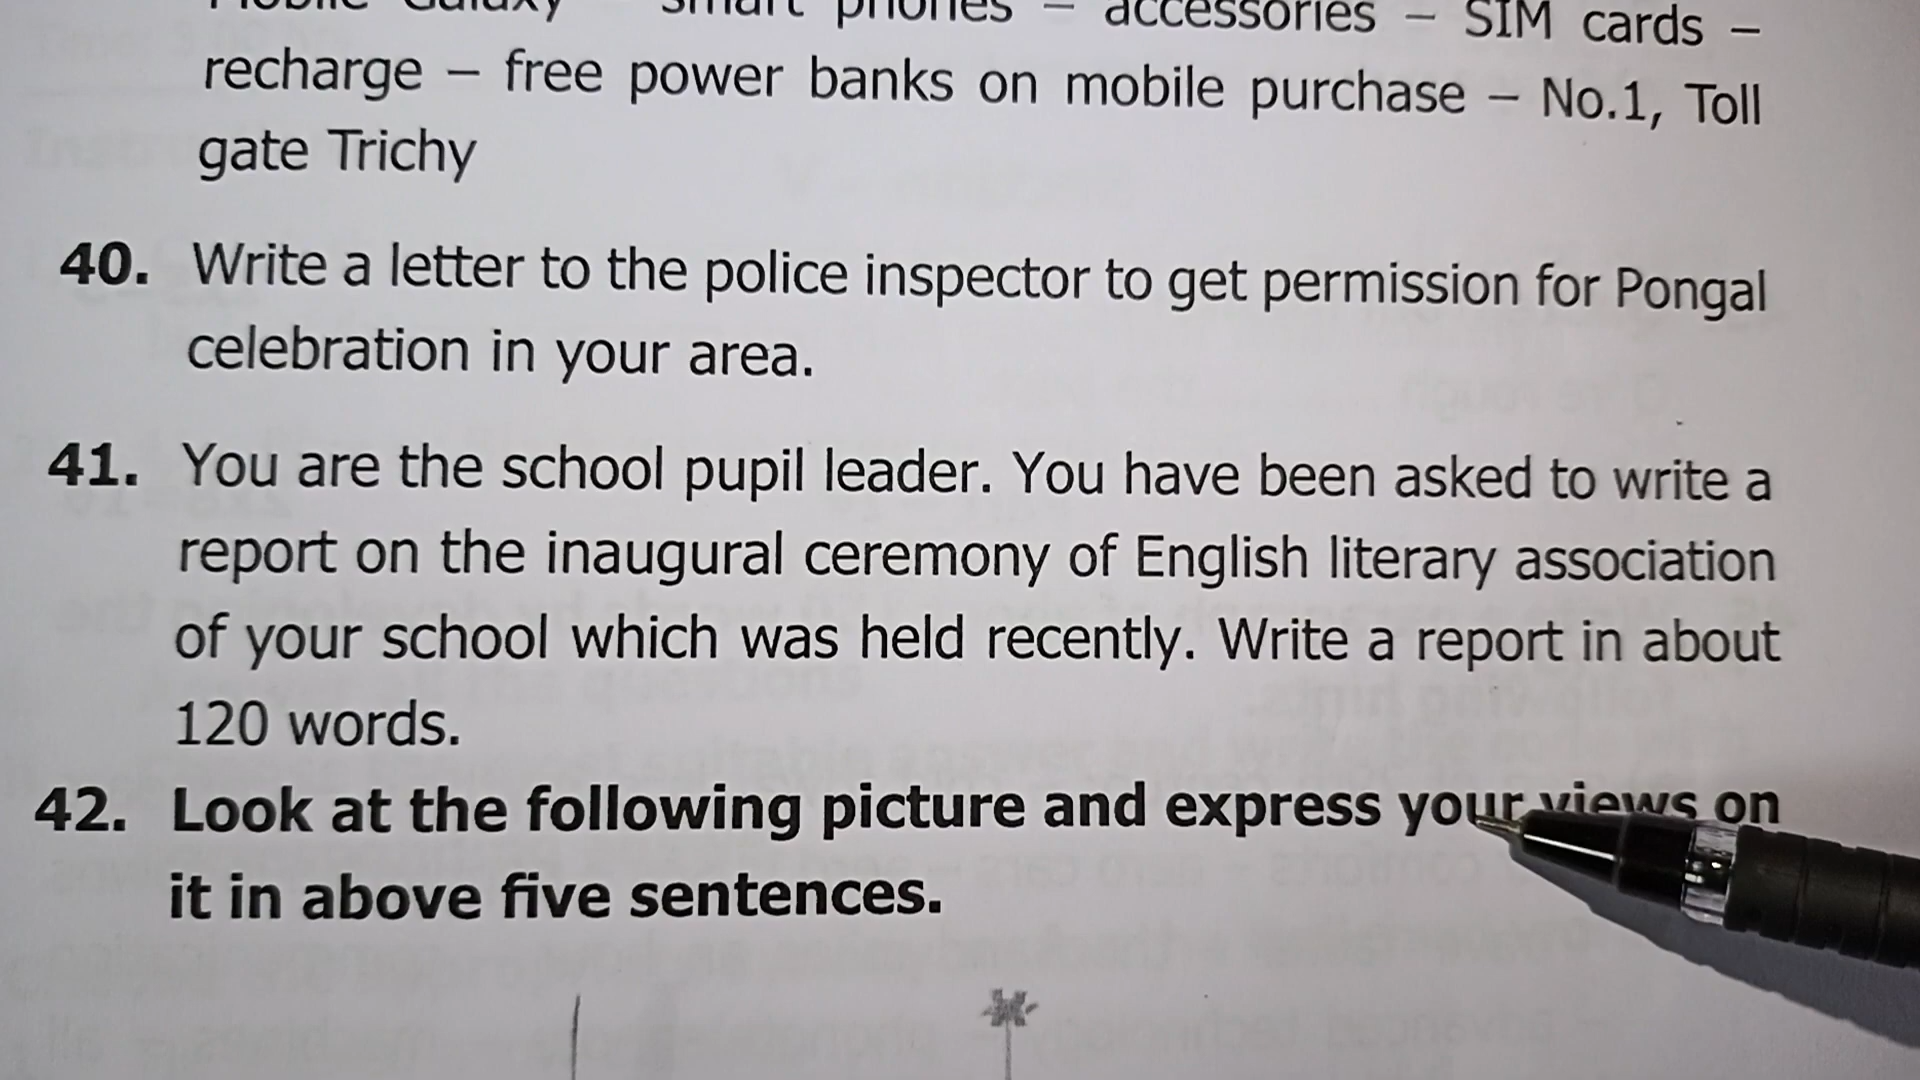 Mobile Galaxy – smart phones – accessories – SIM cards –
recharge – free power banks on mobile purchase – No.1, Toll
gate Trichy
40. Write a letter to the police inspector to get permission for Pongal
celebration in your area.
41. You are the school pupil leader. You have been asked to write a
report on the inaugural ceremony of English literary association
of your school which was held recently. Write a report in about
120 words.
42. Look at the following picture and express your views on
it in above five sentences.